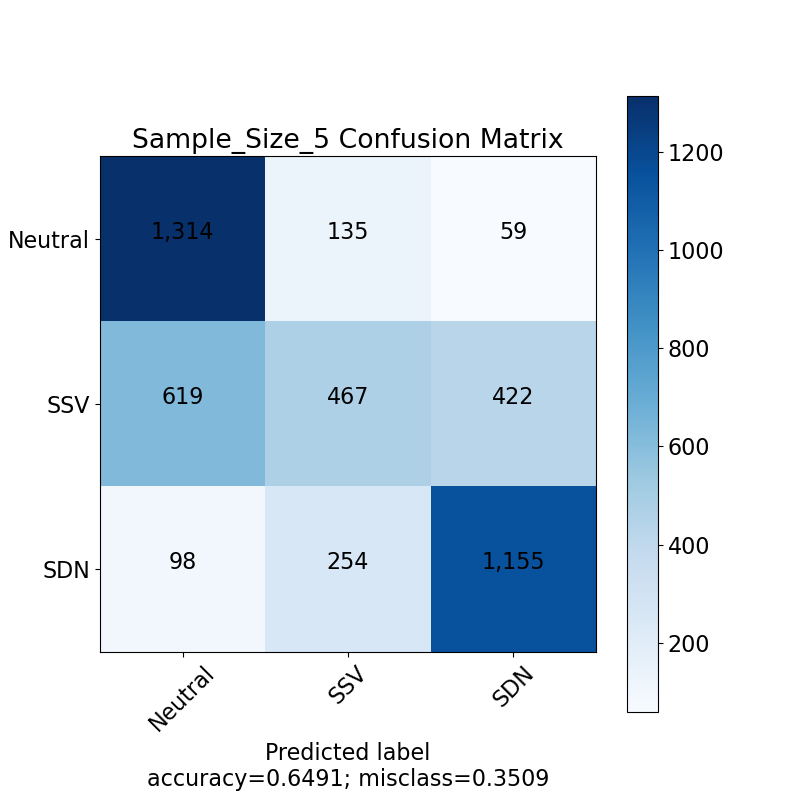 Sample_Size_5 Confusion Matrix
Neutral 1,314 135 59
SSV 619 467 422
SDN 98 254 1,155
Neutral SSV SDN
Predicted label
accuracy=0.6491; misclass=0.3509
1200
1000
800
600
400
200